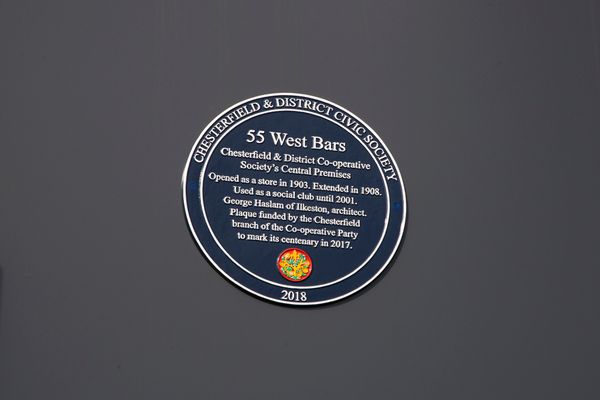 CHESTERFIELD & DISTRICT CIVIC SOCIETY
55 West Bars
Chesterfield & District Co-operative
Society's Central Premises
Opened as a store in 1903. Extended in 1908.
Used as a social club until 2001.
George Haslam of Ilkeston, architect.
Plaque funded by the Chesterfield
branch of the Co-operative Party
to mark its centenary in 2017.
2018